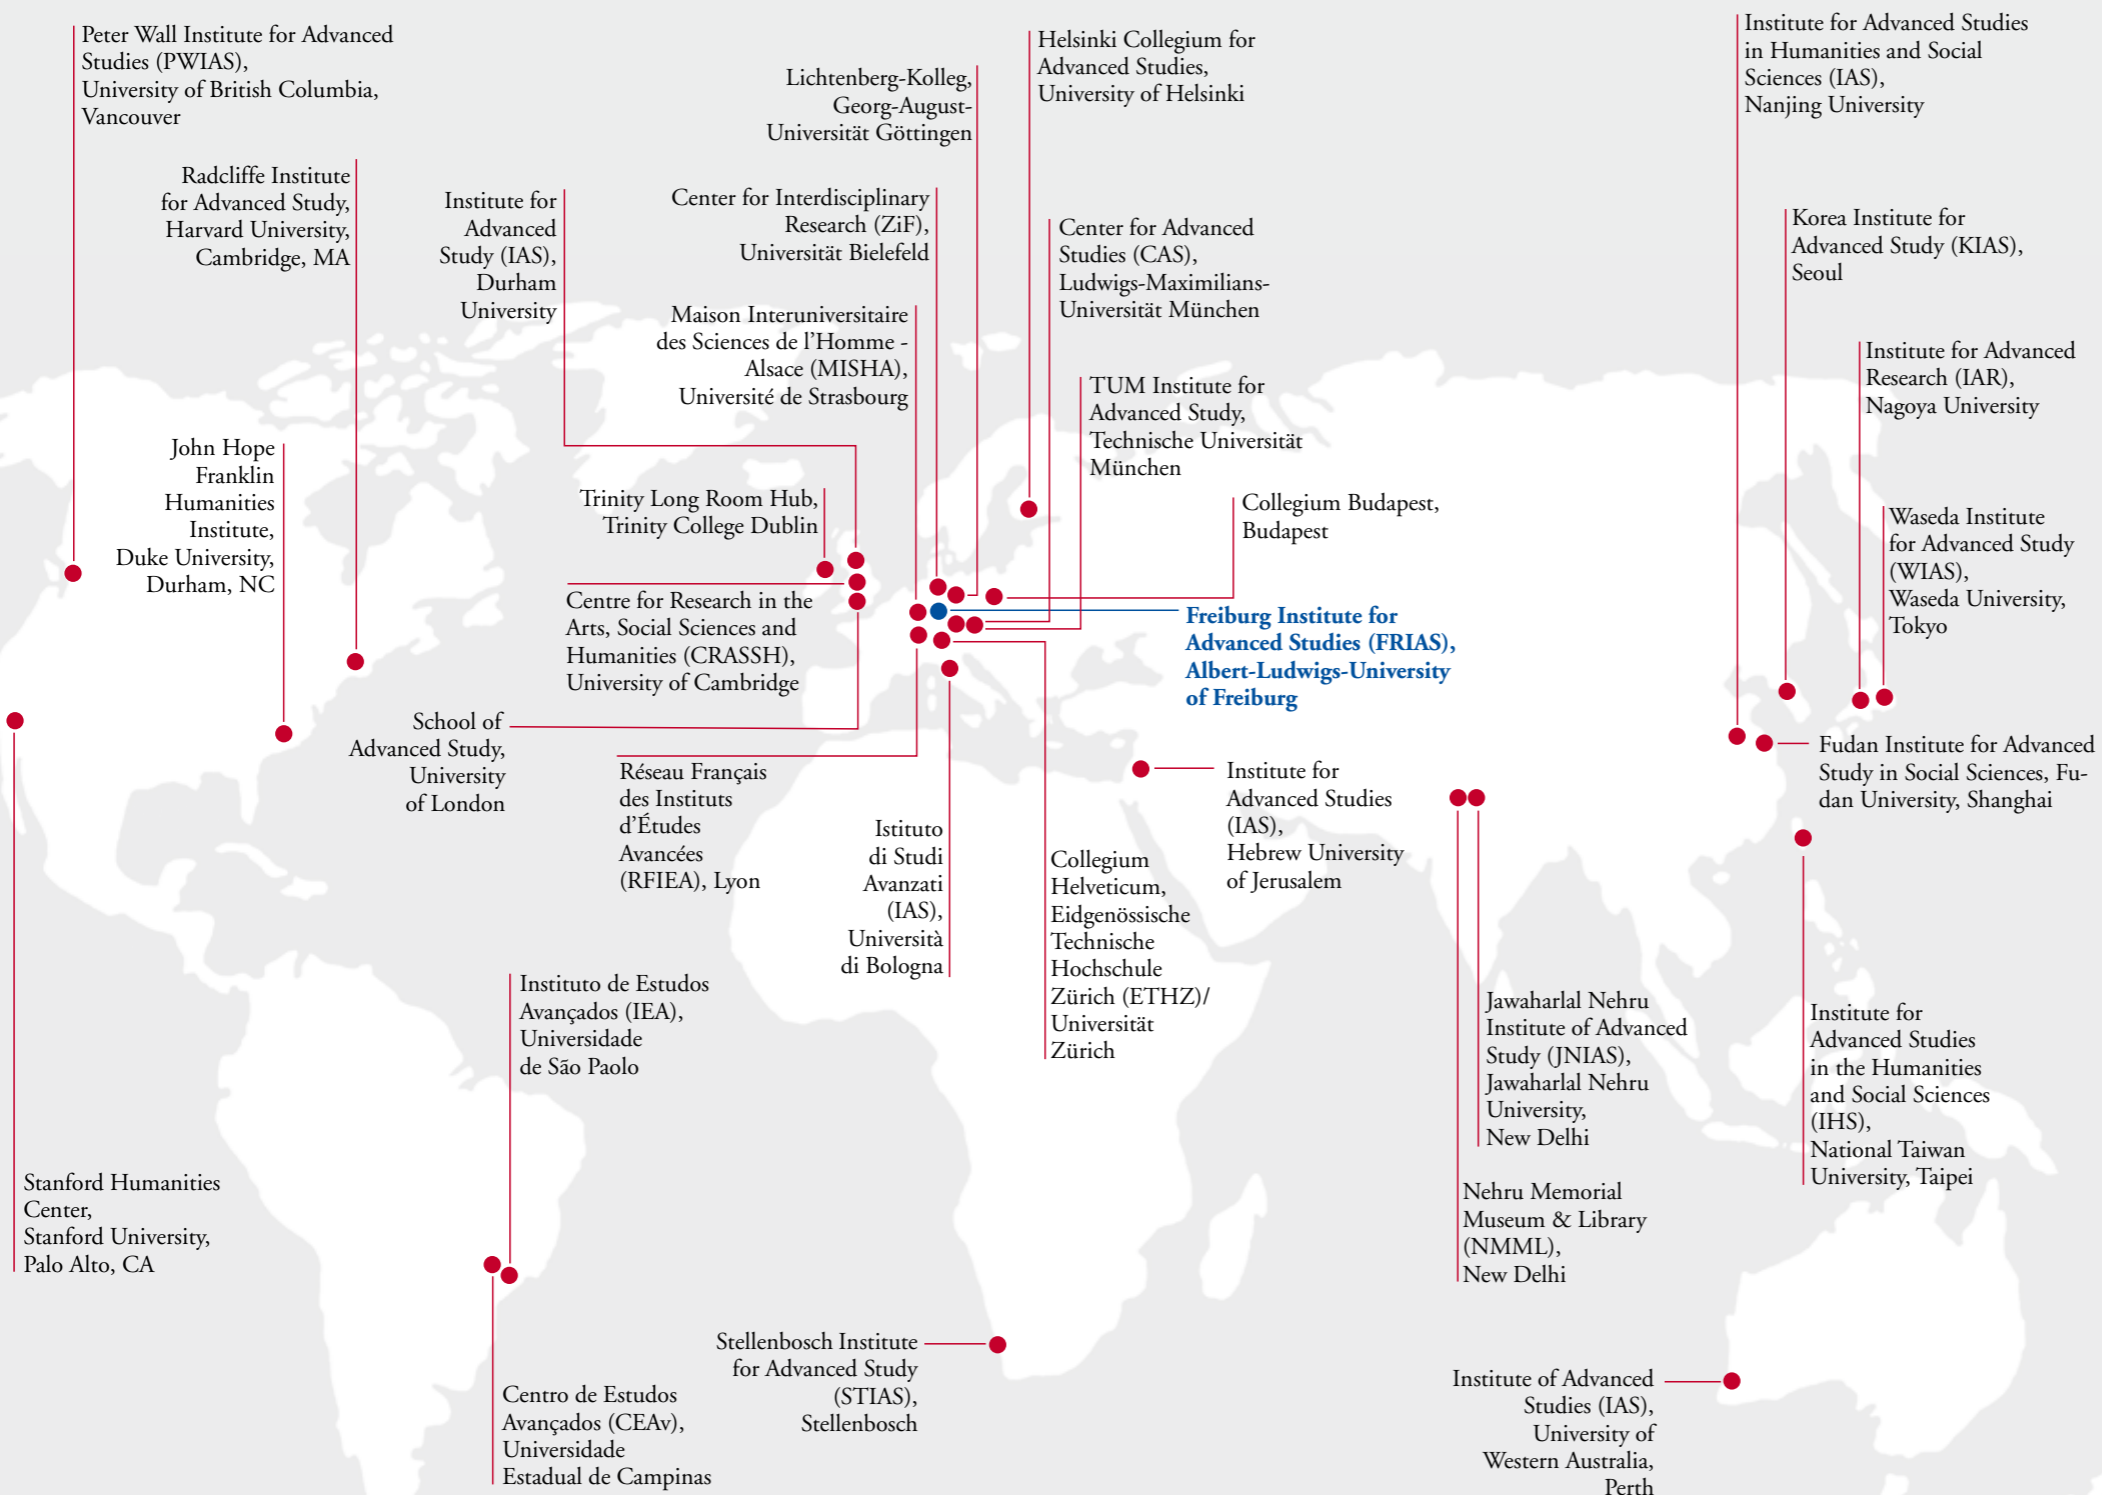 Peter Wall Institute for Advanced
Studies (PWIAS),
University of British Columbia,
Vancouver
Radcliffe Institute
for Advanced Study,
Harvard University,
Cambridge, MA
John Hope
Franklin
Humanities
Institute,
Duke University,
Durham, NC
Institute for
Advanced
Study (IAS),
Durham
University
Lichtenberg-Kolleg,
Georg-August-
Universität Göttingen
Center for Interdisciplinary
Research (ZiF),
Universität Bielefeld
Maison Interuniversitaire
des Sciences de l'Homme -
Alsace (MISHA),
Université de Strasbourg
Trinity Long Room Hub,
Trinity College Dublin
Centre for Research in the
Arts, Social Sciences and
Humanities (CRASSH),
University of Cambridge
School of
Advanced Study,
University
of London
Réseau Français
des Instituts
d'Études
Avancées
(RFIEA), Lyon
Istituto
di Studi
Avanzati
(IAS),
Università
di Bologna
Helsinki Collegium for
Advanced Studies,
University of Helsinki
Center for Advanced
Studies (CAS),
Ludwigs-Maximilians-
Universität München
TUM Institute for
Advanced Study,
Technische Universität
München
Collegium Budapest,
Budapest
Freiburg Institute for
Advanced Studies (FRIAS),
Albert-Ludwigs-University
of Freiburg
Institute for
Advanced Studies
(IAS),
Hebrew University
of Jerusalem
Collegium
Helveticum,
Eidgenössische
Technische
Hochschule
Zürich (ETHZ)/
Universität
Zürich
Institute for Advanced Studies
in Humanities and Social
Sciences (IAS),
Nanjing University
Korea Institute for
Advanced Study (KIAS),
Seoul
Institute for Advanced
Research (IAR),
Nagoya University
Waseda Institute
for Advanced Study
(WIAS),
Waseda University,
Tokyo
Fudan Institute for Advanced
Study in Social Sciences, Fu-
dan University, Shanghai
Jawaharlal Nehru
Institute of Advanced
Study (JNIAS),
Jawaharlal Nehru
University,
New Delhi
Nehru Memorial
Museum & Library
(NMML),
New Delhi
Institute for
Advanced Studies
in the Humanities
and Social Sciences
(IHS),
National Taiwan
University, Taipei
Instituto de Estudos
Avançados (IEA),
Universidade
de São Paolo
Stanford Humanities
Center,
Stanford University,
Palo Alto, CA
Centro de Estudos
Avançados (CEAv),
Universidade
Estadual de Campinas
Stellenbosch Institute
for Advanced Study
(STIAS),
Stellenbosch
Institute of Advanced
Studies (IAS),
University of
Western Australia,
Perth